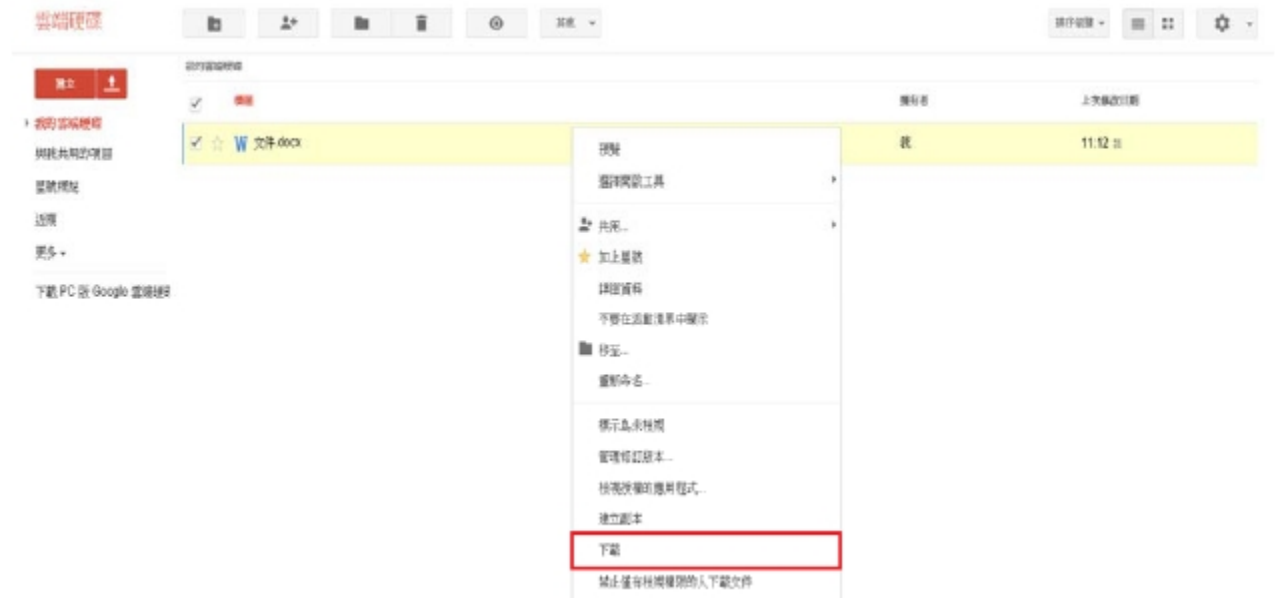 雲端硬碟
其他
排序依據
我的雲端硬碟
建立
標題
擁有者
上次修改日期
我的雲端硬碟
文件.docx
我
11:12
與我共用的項目
預覽
選擇開啟工具
星號標記
近期
共用...
更多
加上星號
下載 PC 版 Google 雲端硬碟
詳細資料
不要在活動清單中顯示
移至...
重新命名...
標示為未檢視
管理修訂版本...
檢視授權的應用程式...
建立副本
下載
禁止僅有檢視權限的人下載文件